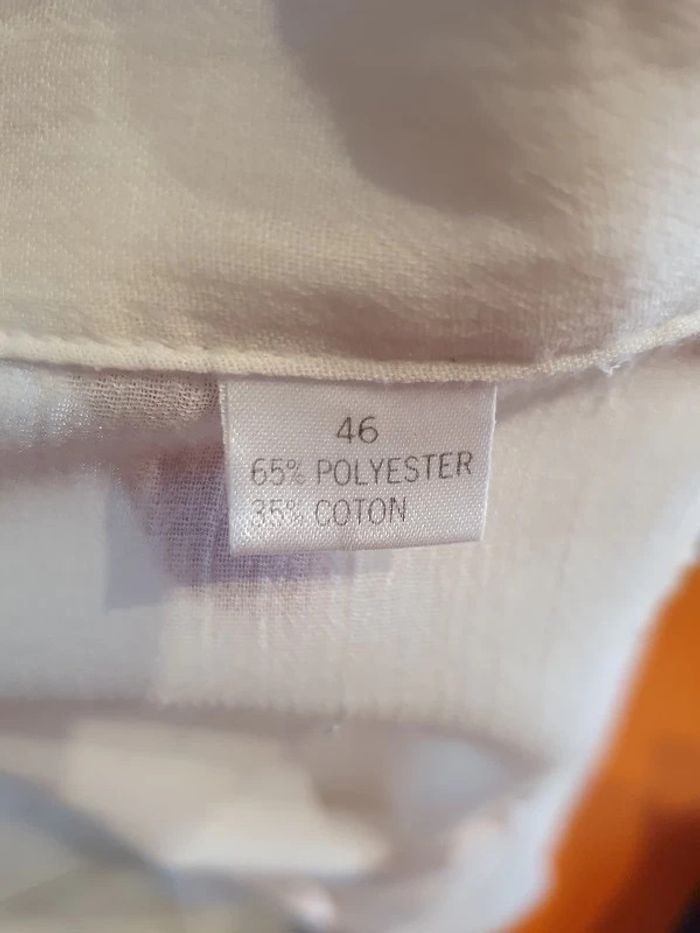 46
65% POLYESTER
35% COTON